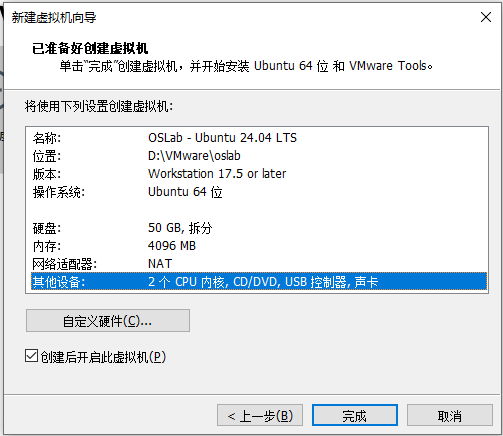 新建虚拟机向导
已准备好创建虚拟机
单击“完成”创建虚拟机，并开始安装 Ubuntu 64 位 和 VMware Tools。
将使用下列设置创建虚拟机:
名称: OSLab - Ubuntu 24.04 LTS
位置: D:\VMware\oslab
版本: Workstation 17.5 or later
操作系统: Ubuntu 64 位
硬盘: 50 GB, 拆分
内存: 4096 MB
网络适配器: NAT
其他设备: 2 个 CPU 内核, CD/DVD, USB 控制器, 声卡
自定义硬件(C)...
创建后开启此虚拟机(P)
< 上一步(B) 完成 取消